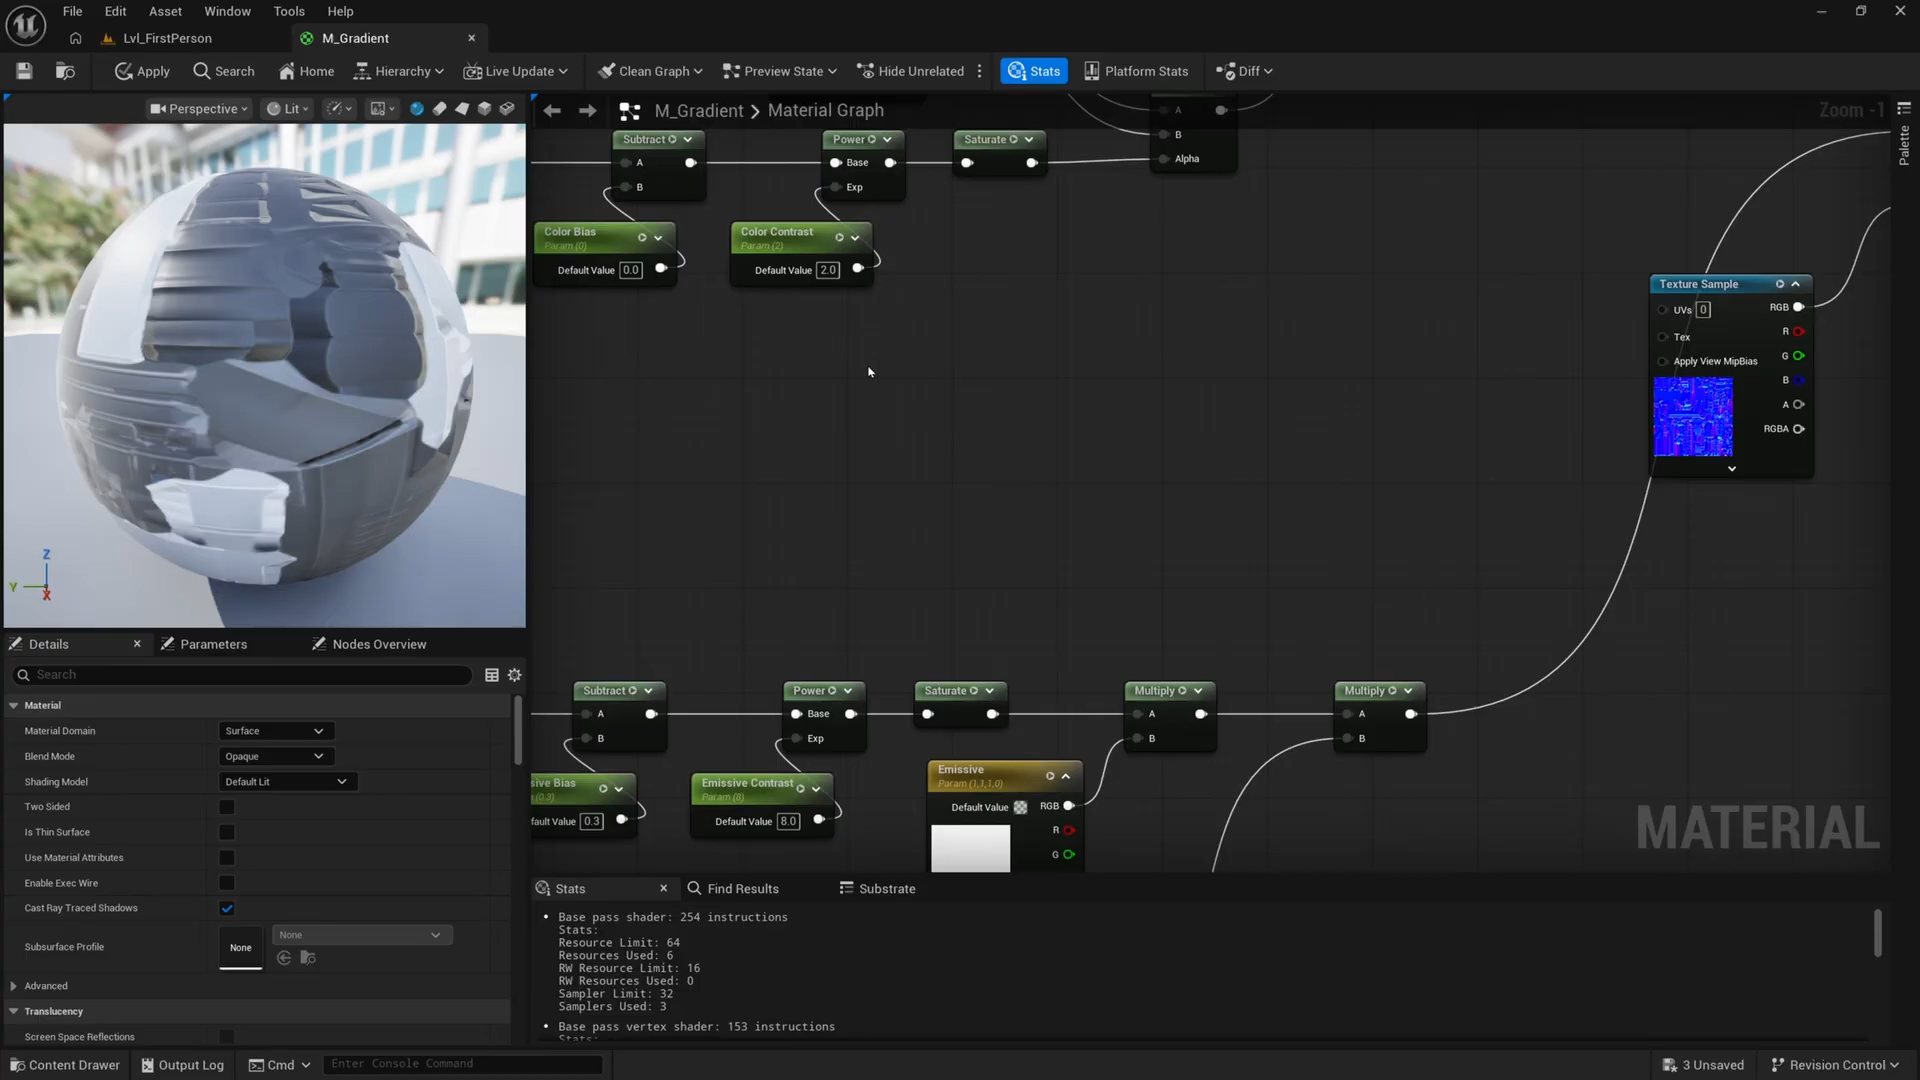 File Edit Asset Window Tools Help
Lvl_FirstPerson
M_Gradient
Apply Search Home Hierarchy Live Update Clean Graph Preview State Hide Unrelated Stats Platform Stats Diff
Perspective Lit
M_Gradient > Material Graph
Zoom -1
Palette
Subtract
A
B
Power
Base
Exp
Saturate
A
B
Alpha
Color Bias
Param (0)
Default Value 0.0
Color Contrast
Param (2)
Default Value 2.0
Texture Sample
UVs 0
Tex
Apply View MipBias
RGB
R
G
B
A
RGBA
Z
Y
X
Details Parameters Nodes Overview
Search
Material
Material Domain Surface
Blend Mode Opaque
Shading Model Default Lit
Two Sided
Is Thin Surface
Use Material Attributes
Enable Exec Wire
Cast Ray Traced Shadows
Subsurface Profile None None
Advanced
Translucency
Screen Space Reflections
Subtract
A
B
Power
Base
Exp
Saturate
Multiply
A
B
Multiply
A
B
sive Bias
(0.3)
fault Value 0.3
Emissive Contrast
Param (8)
Default Value 8.0
Emissive
Param (1,1,1,0)
Default Value RGB
R
G
MATERIAL
Stats Find Results Substrate
• Base pass shader: 254 instructions
Stats:
Resource Limit: 64
Resources Used: 6
RW Resource Limit: 16
RW Resources Used: 0
Sampler Limit: 32
Samplers Used: 3
• Base pass vertex shader: 153 instructions
Stats:
Content Drawer Output Log Cmd Enter Console Command 3 Unsaved Revision Control